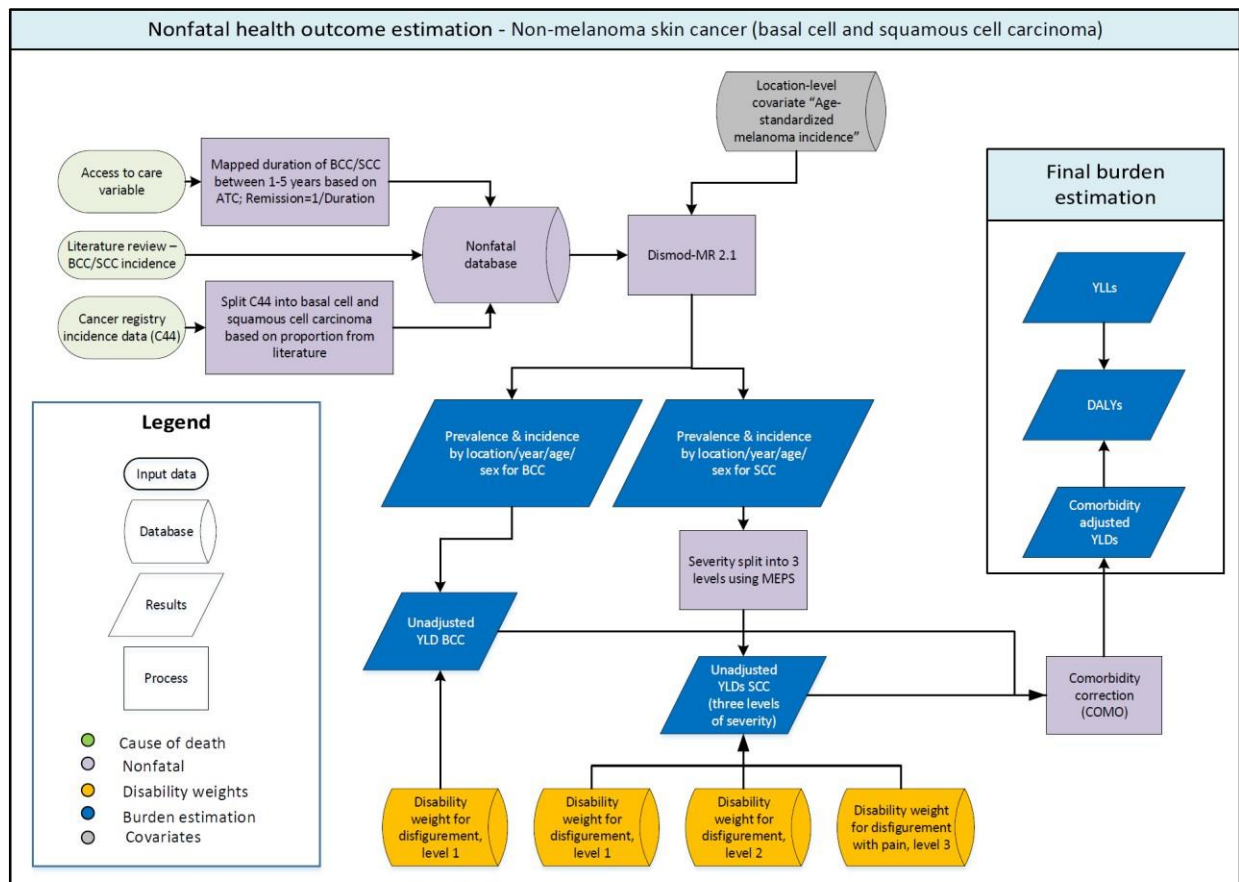 Nonfatal health outcome estimation - Non-melanoma skin cancer (basal cell and squamous cell carcinoma)
Location-level
covariate “Age-
standardized
melanoma incidence”
Access to care
variable
Mapped duration of BCC/SCC
between 1-5 years based on
ATC; Remission=1/Duration
Literature review –
BCC/SCC incidence
Nonfatal
database
Dismod-MR 2.1
Cancer registry
incidence data (C44)
Split C44 into basal cell and
squamous cell carcinoma
based on proportion from
literature
Final burden
estimation
YLLs
DALYs
Comorbidity
adjusted
YLDs
Prevalence & incidence
by location/year/age/
sex for BCC
Prevalence & incidence
by location/year/age/
sex for SCC
Severity split into 3
levels using MEPS
Unadjusted
YLD BCC
Unadjusted
YLDs SCC
(three levels
of severity)
Comorbidity
correction
(COMO)
Disability
weight for
disfigurement,
level 1
Disability
weight for
disfigurement,
level 1
Disability
weight for
disfigurement,
level 2
Disability weight
for disfigurement
with pain, level 3
Legend
Input data
Database
Results
Process
Cause of death
Nonfatal
Disability weights
Burden estimation
Covariates